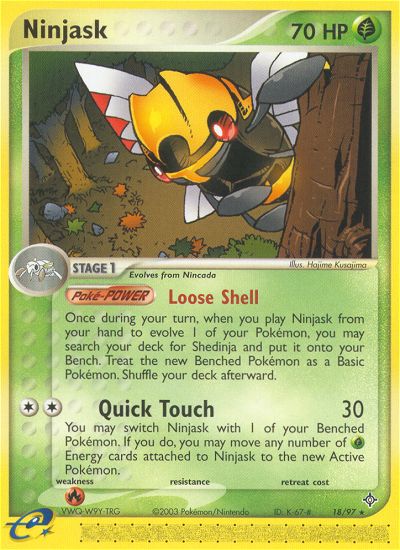 Ninjask 70 HP
Illus. Hajime Kusajima
STAGE 1
Evolves from Nincada
Poké-POWER Loose Shell
Once during your turn, when you play Ninjask from
your hand to evolve 1 of your Pokémon, you may
search your deck for Shedinja and put it onto your
Bench. Treat the new Benched Pokémon as a Basic
Pokémon. Shuffle your deck afterward.
Quick Touch 30
You may switch Ninjask with 1 of your Benched
Pokémon. If you do, you may move any number of
Energy cards attached to Ninjask to the new Active
Pokémon.
weakness resistance retreat cost
VWQ-W9Y-TRG ©2003 Pokémon/Nintendo ID: K-67-# 18/97 ★
e